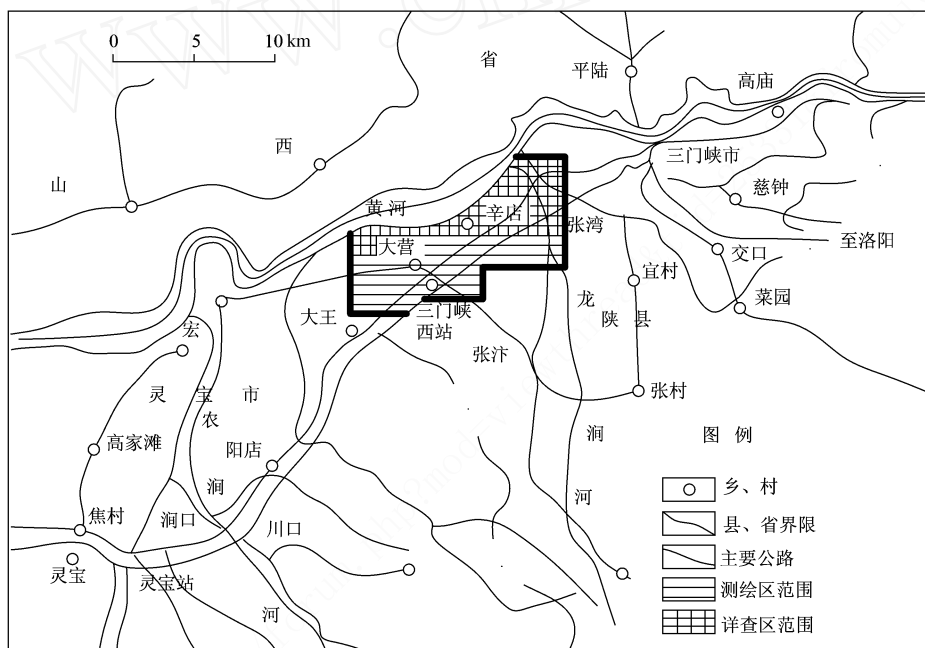 0 5 10 km
省
平陆
高庙
西
三门峡市
山
慈钟
黄河
辛店
张湾
至洛阳
大营
交口
宜村
龙
菜园
大王
三门峡
西站
陕县
宏
张汴
灵宝市
张村
农
高家滩
阳店
涧
图例
涧
乡、村
焦村
涧口
川口
河
县、省界限
主要公路
灵宝
灵宝站
测绘区范围
河
详查区范围